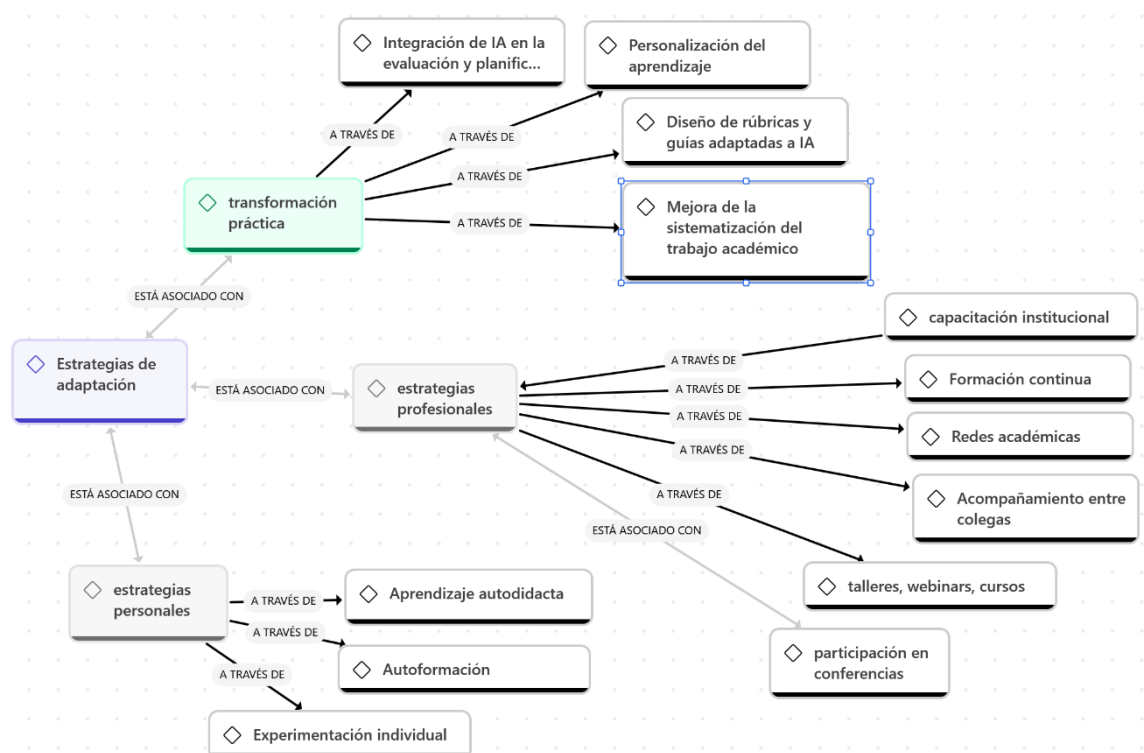 Integración de IA en la
evaluación y planific...
Personalización del
aprendizaje
A TRAVÉS DE
A TRAVÉS DE
Diseño de rúbricas y
guías adaptadas a IA
A TRAVÉS DE
transformación
práctica
A TRAVÉS DE
Mejora de la
sistematización del
trabajo académico
ESTÁ ASOCIADO CON
capacitación institucional
Estrategias de
adaptación
A TRAVÉS DE
ESTÁ ASOCIADO CON
estrategias
profesionales
A TRAVÉS DE
Formación continua
A TRAVÉS DE
Redes académicas
A TRAVÉS DE
Acompañamiento entre
colegas
ESTÁ ASOCIADO CON
A TRAVÉS DE
ESTÁ ASOCIADO CON
talleres, webinars, cursos
estrategias
personales
A TRAVÉS DE
Aprendizaje autodidacta
A TRAVÉS DE
Autoformación
participación en
conferencias
A TRAVÉS DE
Experimentación individual